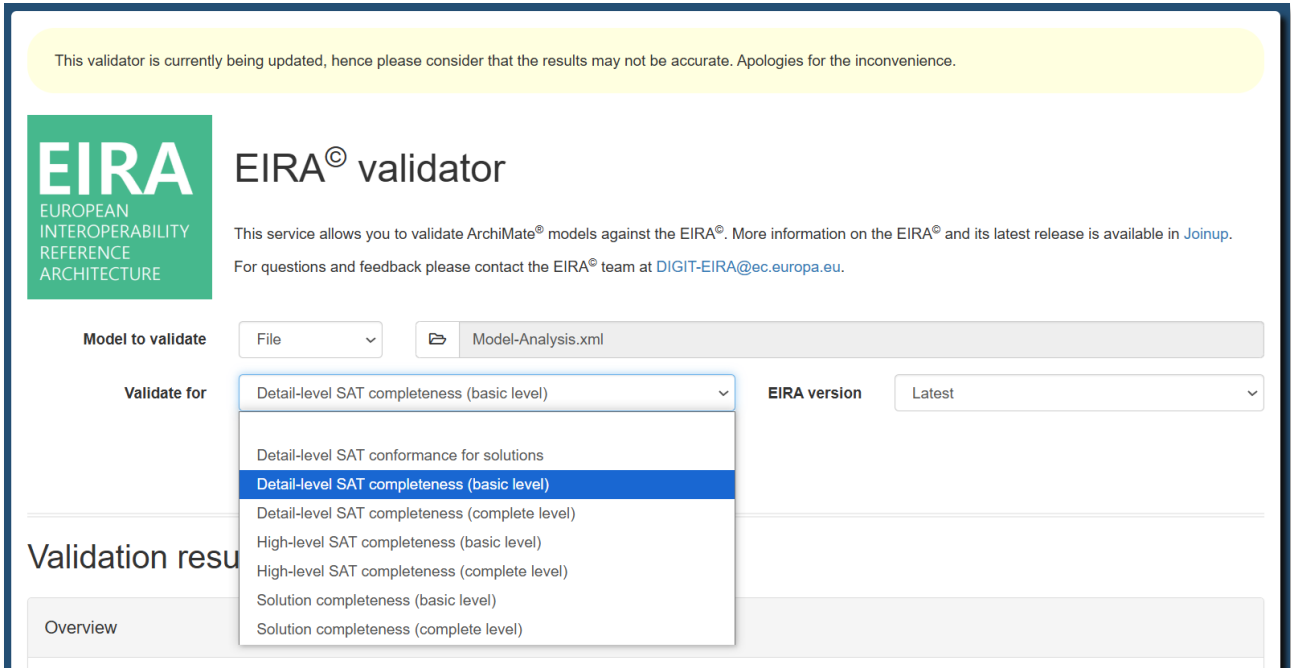 This validator is currently being updated, hence please consider that the results may not be accurate. Apologies for the inconvenience.
EIRA
EUROPEAN
INTEROPERABILITY
REFERENCE
ARCHITECTURE
EIRA© validator
This service allows you to validate ArchiMate® models against the EIRA©. More information on the EIRA© and its latest release is available in Joinup.
For questions and feedback please contact the EIRA© team at DIGIT-EIRA@ec.europa.eu.
Model to validate File Model-Analysis.xml
Validate for Detail-level SAT completeness (basic level) EIRA version Latest
Detail-level SAT conformance for solutions
Detail-level SAT completeness (basic level)
Detail-level SAT completeness (complete level)
High-level SAT completeness (basic level)
High-level SAT completeness (complete level)
Solution completeness (basic level)
Solution completeness (complete level)
Validation resu
Overview